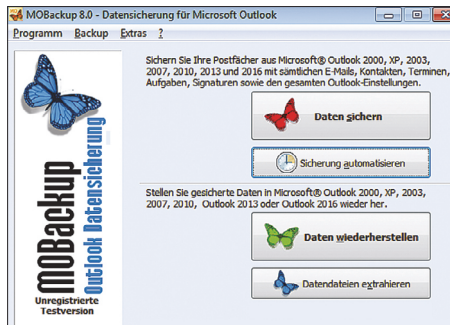 MOBackup 8.0 - Datensicherung für Microsoft Outlook
Programm Backup Extras ?
Sichern Sie Ihre Postfächer aus Microsoft® Outlook 2000, XP, 2003,
2007, 2010, 2013 und 2016 mit sämtlichen E-Mails, Kontakten, Terminen,
Aufgaben, Signaturen sowie den gesamten Outlook-Einstellungen.
Daten sichern
Sicherung automatisieren
Stellen Sie gesicherte Daten in Microsoft® Outlook 2000, XP, 2003,
2007, 2010, Outlook 2013 oder Outlook 2016 wieder her.
Daten wiederherstellen
Datendateien extrahieren
MOBackup
Outlook Datensicherung
Unregistrierte
Testversion